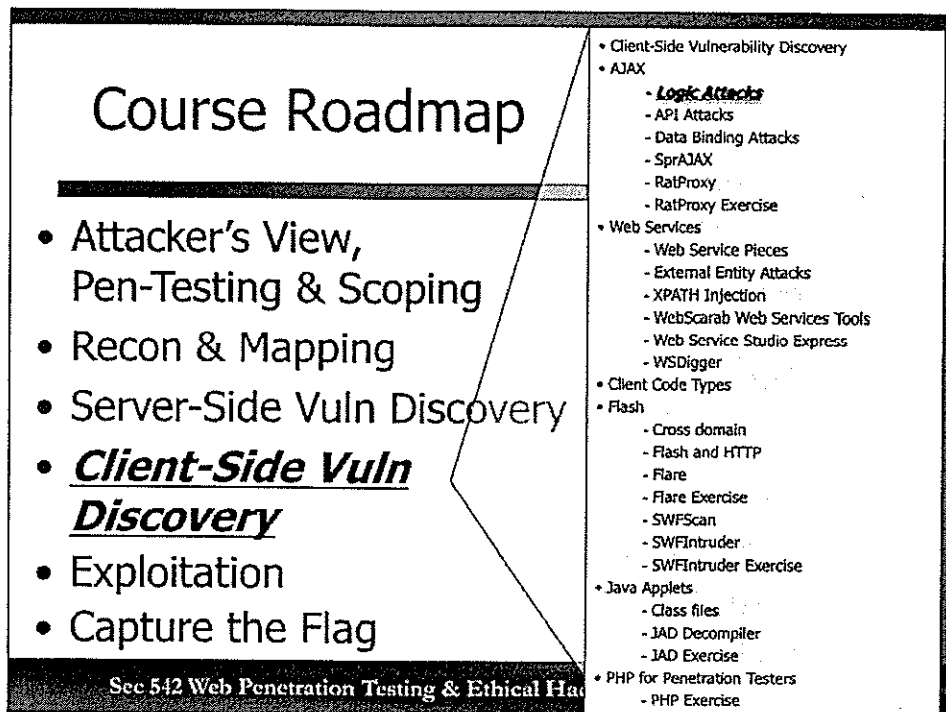 Course Roadmap
• Attacker's View,
Pen-Testing & Scoping
• Recon & Mapping
• Server-Side Vuln Discovery
• Client-Side Vuln
Discovery
• Exploitation
• Capture the Flag
Sec 542 Web Penetration Testing & Ethical Hac
• Client-Side Vulnerability Discovery
• AJAX
- Logic Attacks
- API Attacks
- Data Binding Attacks
- SprAJAX
- RatProxy
- RatProxy Exercise
• Web Services
- Web Service Pieces
- External Entity Attacks
- XPATH Injection
- WebScarab Web Services Tools
- Web Service Studio Express
- WSDigger
• Client Code Types
• Flash
- Cross domain
- Flash and HTTP
- Flare
- Flare Exercise
- SWFScan
- SWFIntruder
- SWFIntruder Exercise
• Java Applets
- Class files
- JAD Decompiler
- JAD Exercise
• PHP for Penetration Testers
- PHP Exercise